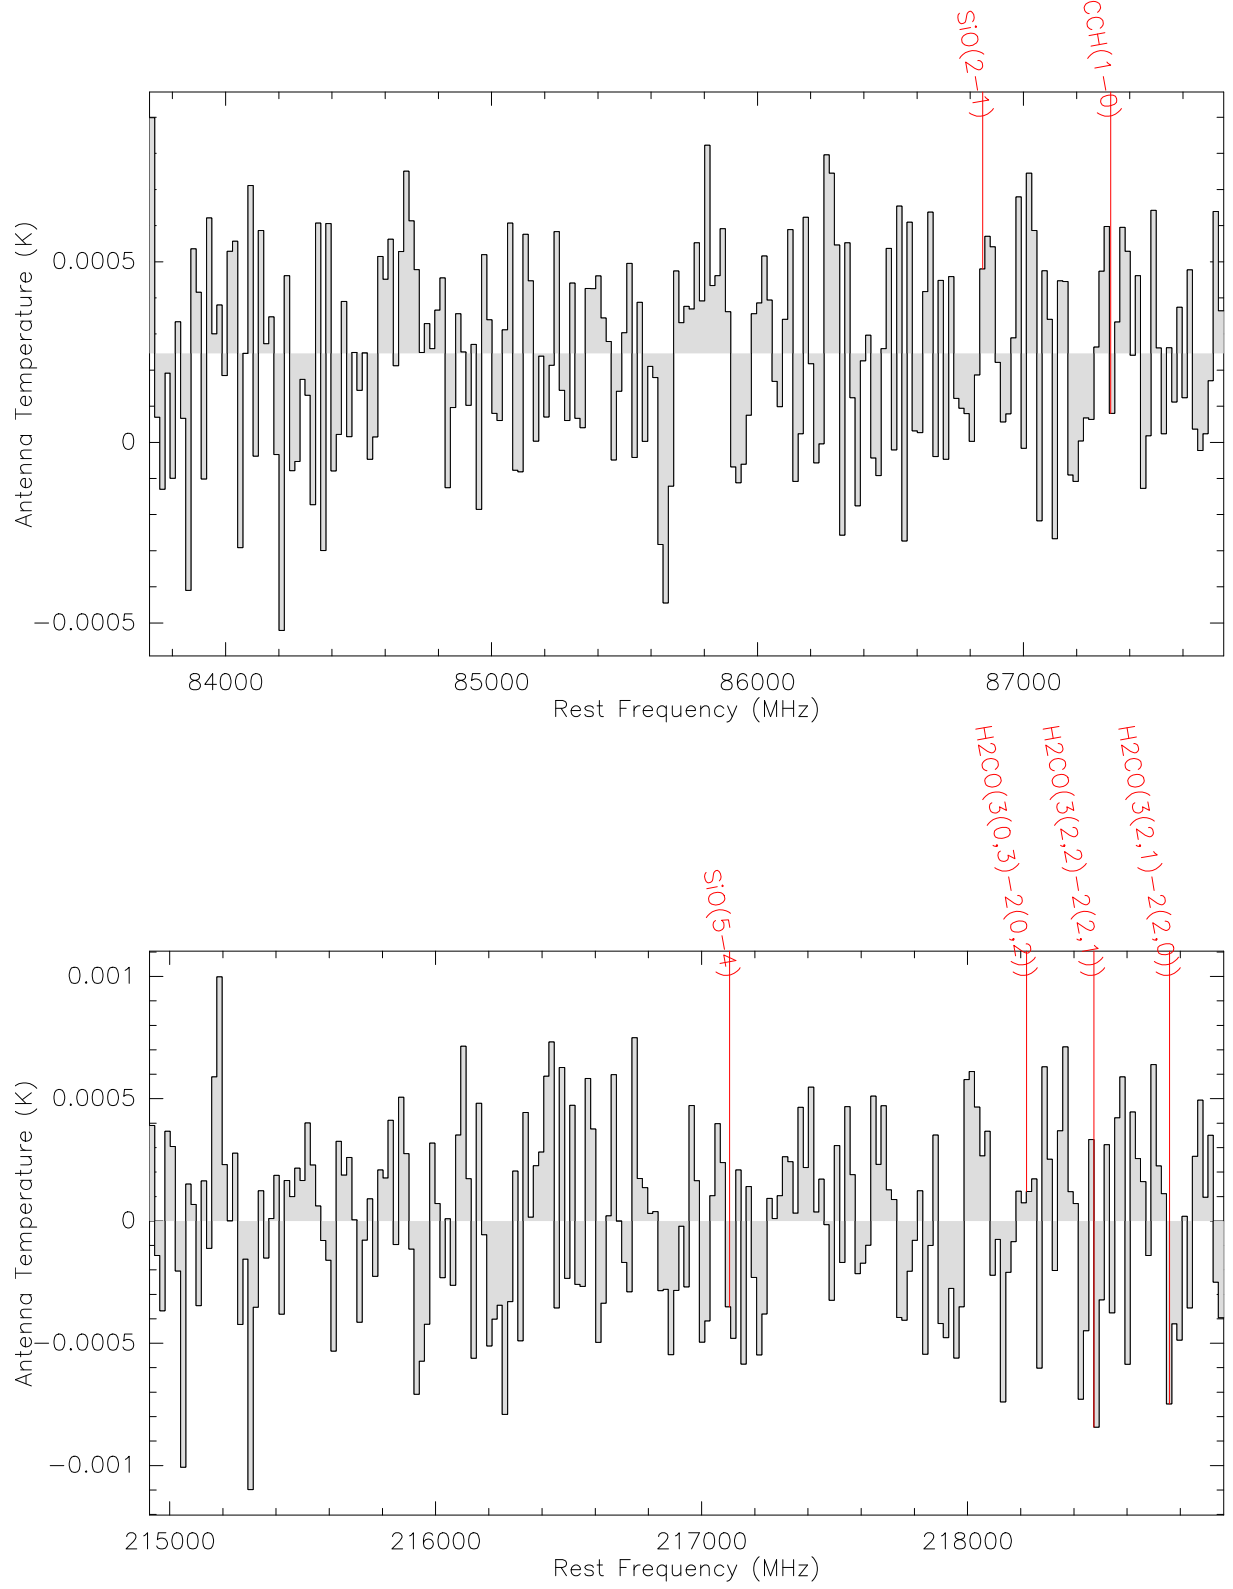 SiO(2-1)
CCH(1-0)
0.0005
0
-0.0005
Antenna Temperature (K)
84000
85000
86000
87000
Rest Frequency (MHz)
H2CO(3(0,3)-2(0,2))
H2CO(3(2,2)-2(2,1))
H2CO(3(2,1)-2(2,0))
SiO(5-4)
0.001
0.0005
0
-0.0005
-0.001
Antenna Temperature (K)
215000
216000
217000
218000
Rest Frequency (MHz)